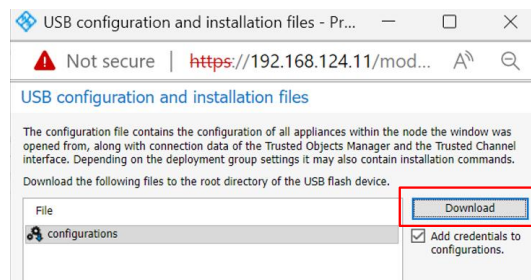 USB configuration and installation files - Pr...
Not secure | https://192.168.124.11/mod...
USB configuration and installation files
The configuration file contains the configuration of all appliances within the node the window was
opened from, along with connection data of the Trusted Objects Manager and the Trusted Channel
interface. Depending on the deployment group settings it may also contain installation commands.
Download the following files to the root directory of the USB flash device.
File
Download
configurations
Add credentials to
configurations.